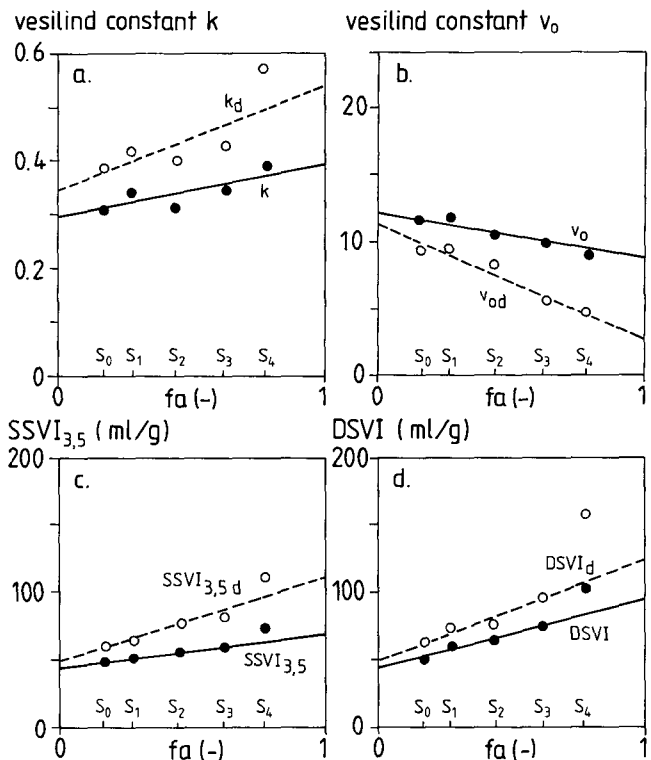 vesilind constant k
vesilind constant v₀
0.6
a.
k_d
0.4
k
0.2
S₀ S₁ S₂ S₃ S₄
0
0 fa (-) 1
20
b.
v₀
10
v_od
S₀ S₁ S₂ S₃ S₄
0
0 fa (-) 1
SSVI₃,₅ ( ml/g )
DSVI ( ml/g )
200
c.
SSVI₃,₅ d
100
SSVI₃,₅
S₀ S₁ S₂ S₃ S₄
0
0 fa (-) 1
200
d.
DSVI_d
100
DSVI
S₀ S₁ S₂ S₃ S₄
0
0 fa (-) 1